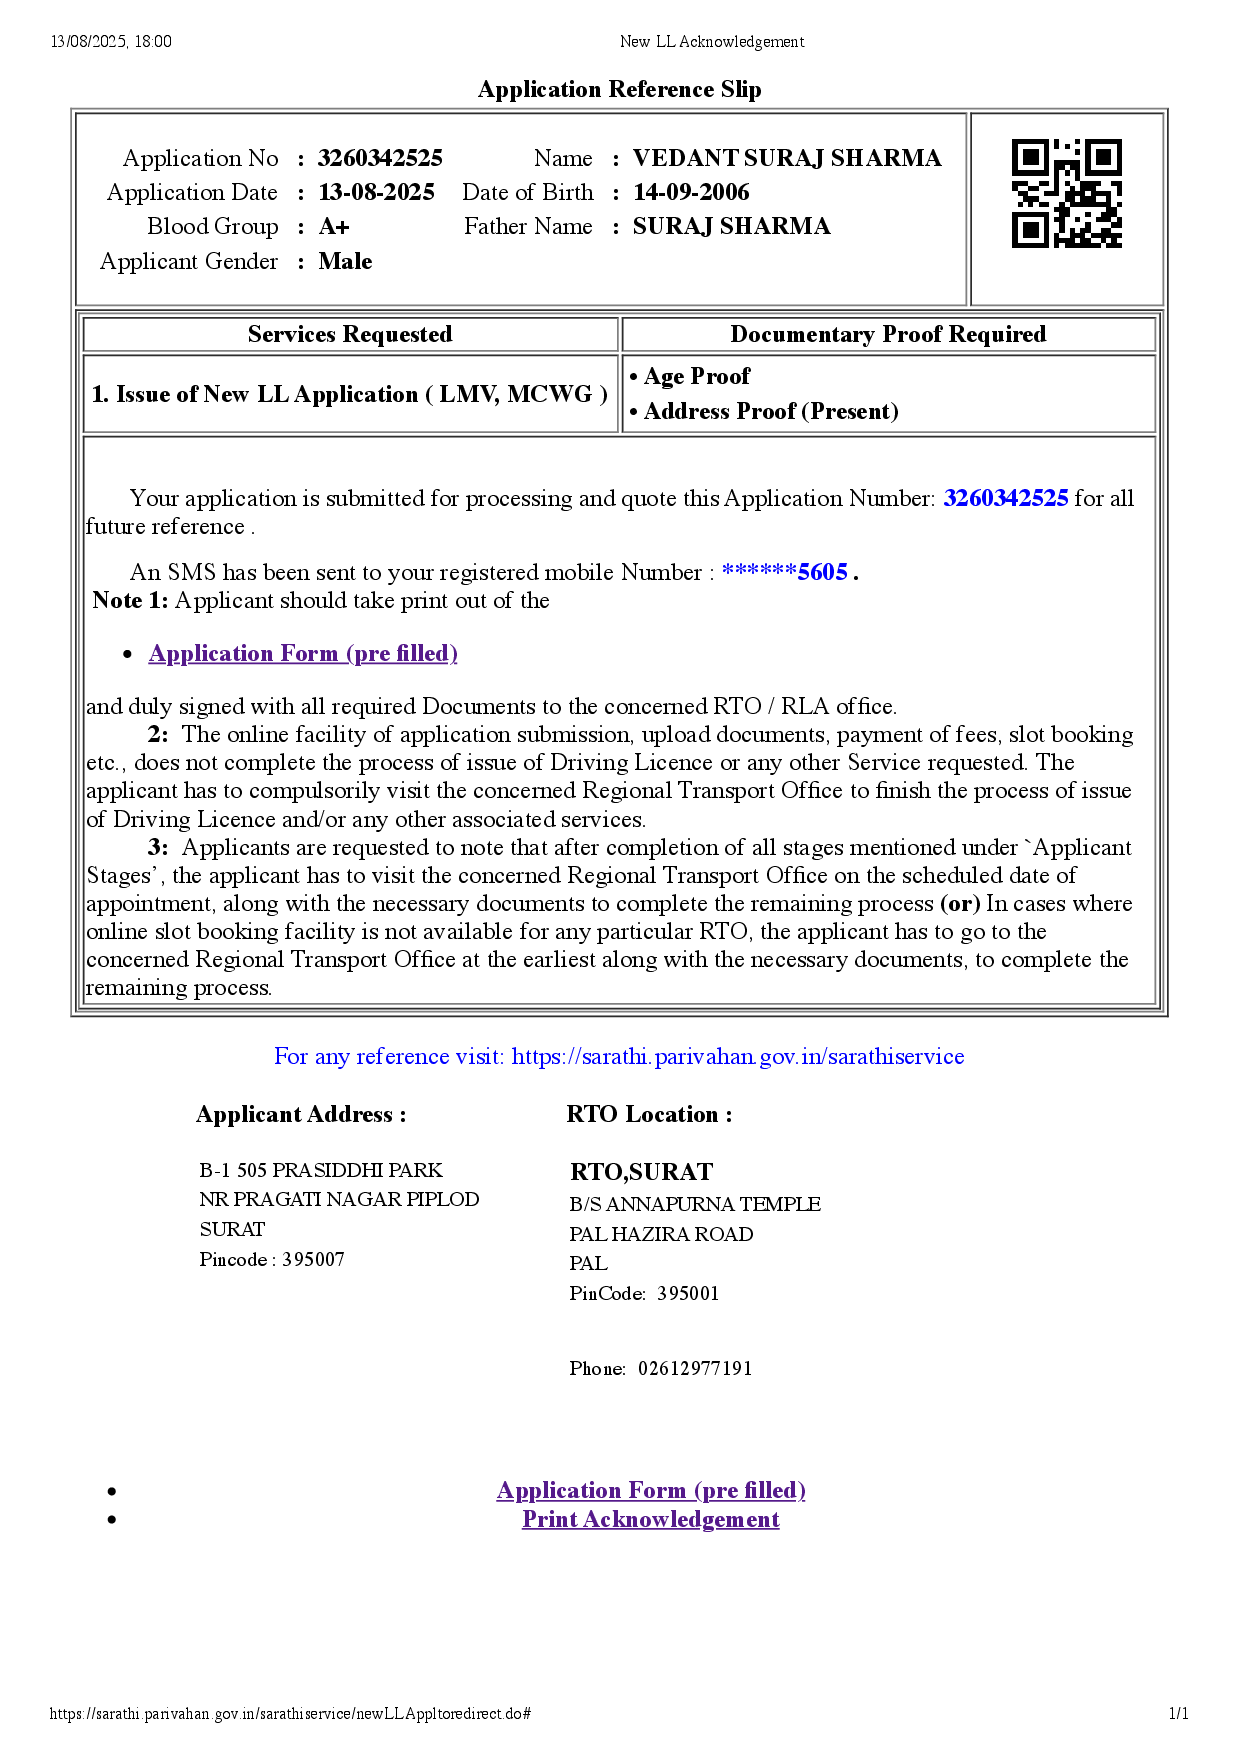 13/08/2025, 18:00 New LL Acknowledgement
Application Reference Slip
Application No : 3260342525 Name : VEDANT SURAJ SHARMA
Application Date : 13-08-2025 Date of Birth : 14-09-2006
Blood Group : A+ Father Name : SURAJ SHARMA
Applicant Gender : Male
Services Requested Documentary Proof Required
1. Issue of New LL Application ( LMV, MCWG )
• Age Proof
• Address Proof (Present)
Your application is submitted for processing and quote this Application Number: 3260342525 for all
future reference .
An SMS has been sent to your registered mobile Number : ******5605 .
Note 1: Applicant should take print out of the
• Application Form (pre filled)
and duly signed with all required Documents to the concerned RTO / RLA office.
2: The online facility of application submission, upload documents, payment of fees, slot booking
etc., does not complete the process of issue of Driving Licence or any other Service requested. The
applicant has to compulsorily visit the concerned Regional Transport Office to finish the process of issue
of Driving Licence and/or any other associated services.
3: Applicants are requested to note that after completion of all stages mentioned under `Applicant
Stages', the applicant has to visit the concerned Regional Transport Office on the scheduled date of
appointment, along with the necessary documents to complete the remaining process (or) In cases where
online slot booking facility is not available for any particular RTO, the applicant has to go to the
concerned Regional Transport Office at the earliest along with the necessary documents, to complete the
remaining process.
For any reference visit: https://sarathi.parivahan.gov.in/sarathiservice
Applicant Address :
B-1 505 PRASIDDHI PARK
NR PRAGATI NAGAR PIPLOD
SURAT
Pincode : 395007
RTO Location :
RTO,SURAT
B/S ANNAPURNA TEMPLE
PAL HAZIRA ROAD
PAL
PinCode: 395001
Phone: 02612977191
• Application Form (pre filled)
• Print Acknowledgement
https://sarathi.parivahan.gov.in/sarathiservice/newLLAppltoredirect.do# 1/1